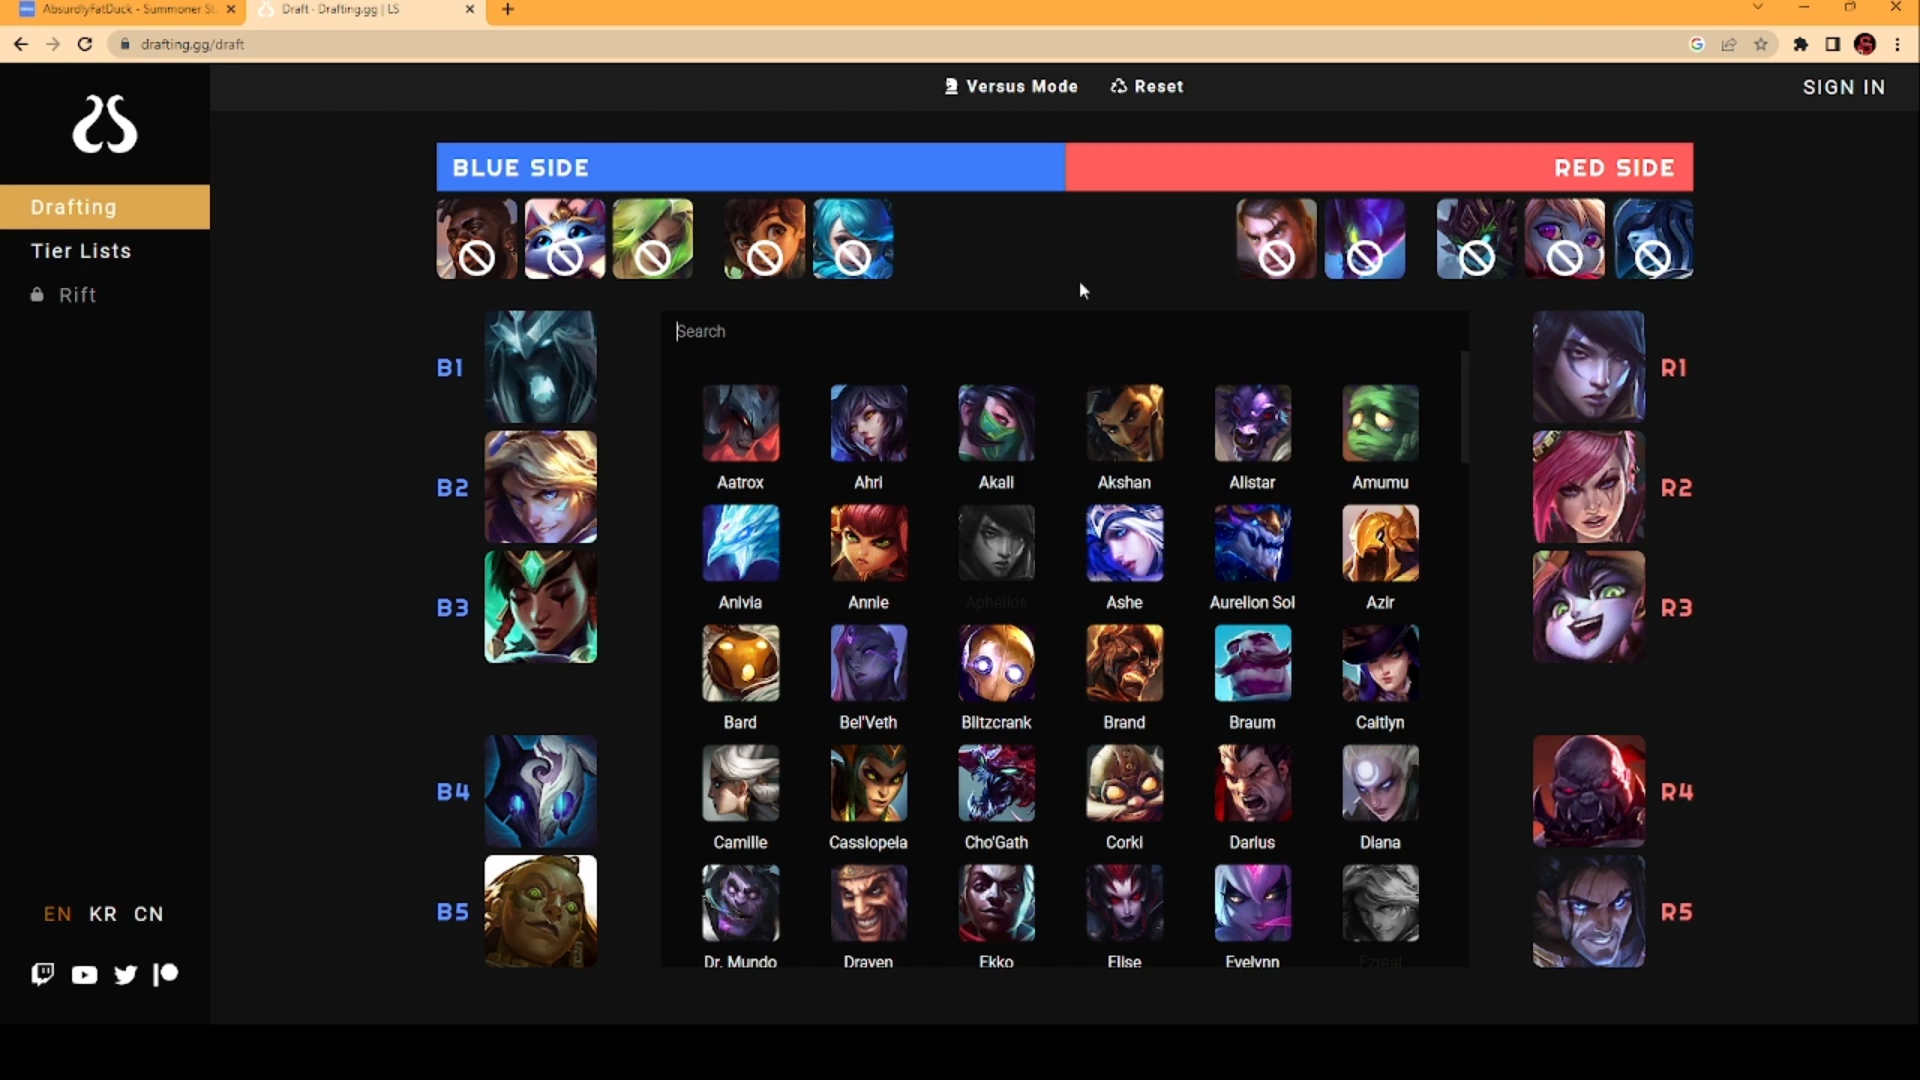 AbsurdlyFatDuck - Summoner St
Draft - Drafting.gg | LS
drafting.gg/draft
Versus Mode
Reset
SIGN IN
Drafting
Tier Lists
Rift
BLUE SIDE
RED SIDE
Search
B1
R1
Aatrox
Ahri
Akali
Akshan
Alistar
Amumu
B2
R2
Anivia
Annie
Aphelios
Ashe
Aurelion Sol
Azir
B3
R3
Bard
Bel'Veth
Blitzcrank
Brand
Braum
Caitlyn
B4
R4
Camille
Cassiopeia
Cho'Gath
Corki
Darius
Diana
B5
R5
Dr. Mundo
Draven
Ekko
Elise
Evelynn
Ezreal
EN KR CN